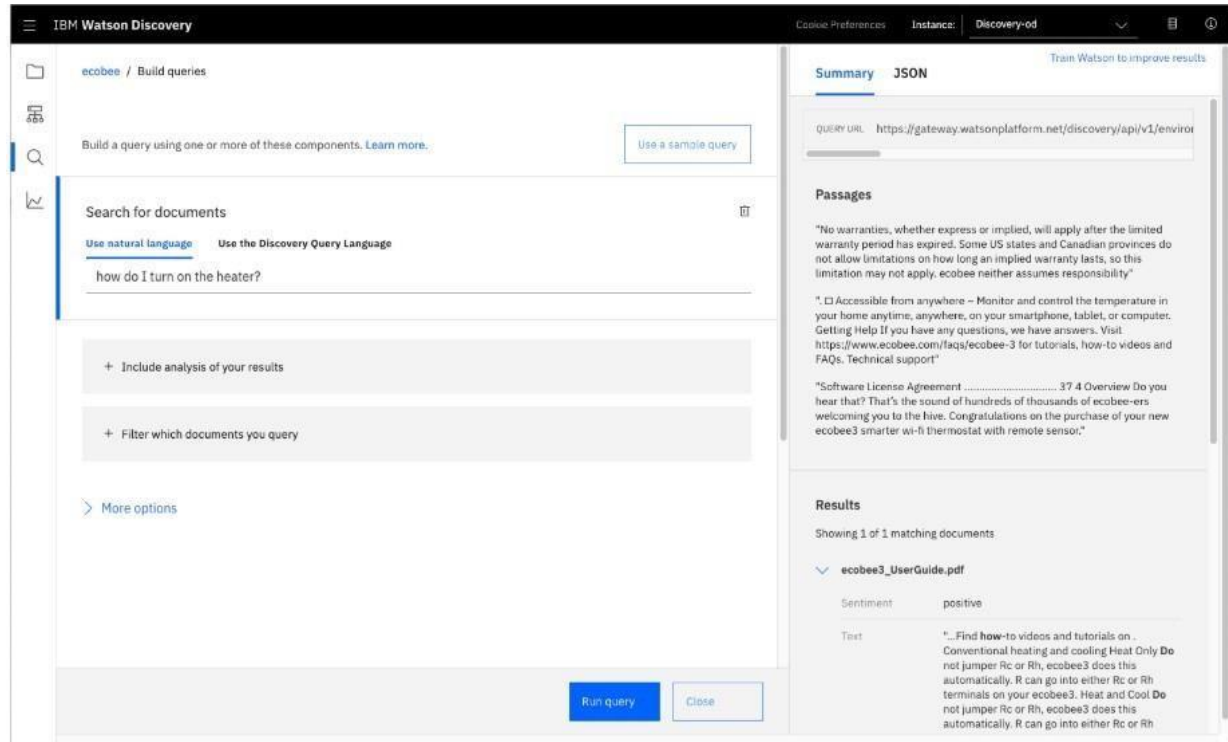 IBM Watson Discovery
Cookie Preferences
Instance:
Discovery-od
ecobee / Build queries
Build a query using one or more of these components. Learn more.
Use a sample query
Search for documents
Use natural language
Use the Discovery Query Language
how do I turn on the heater?
+ Include analysis of your results
+ Filter which documents you query
More options
Run query
Close
Train Watson to improve results
Summary
JSON
QUERY URL https://gateway.watsonplatform.net/discovery/api/v1/environ
Passages
"No warranties, whether express or implied, will apply after the limited
warranty period has expired. Some US states and Canadian provinces do
not allow limitations on how long an implied warranty lasts, so this
limitation may not apply. ecobee neither assumes responsibility"
". □ Accessible from anywhere – Monitor and control the temperature in
your home anytime, anywhere, on your smartphone, tablet, or computer.
Getting Help If you have any questions, we have answers. Visit
https://www.ecobee.com/faqs/ecobee-3 for tutorials, how-to videos and
FAQs. Technical support"
"Software License Agreement ................................ 37 4 Overview Do you
hear that? That's the sound of hundreds of thousands of ecobee-ers
welcoming you to the hive. Congratulations on the purchase of your new
ecobee3 smarter wi-fi thermostat with remote sensor."
Results
Showing 1 of 1 matching documents
ecobee3_UserGuide.pdf
Sentiment
positive
Text
"...Find how-to videos and tutorials on .
Conventional heating and cooling Heat Only Do
not jumper Rc or Rh, ecobee3 does this
automatically. R can go into either Rc or Rh
terminals on your ecobee3. Heat and Cool Do
not jumper Rc or Rh, ecobee3 does this
automatically. R can go into either Rc or Rh